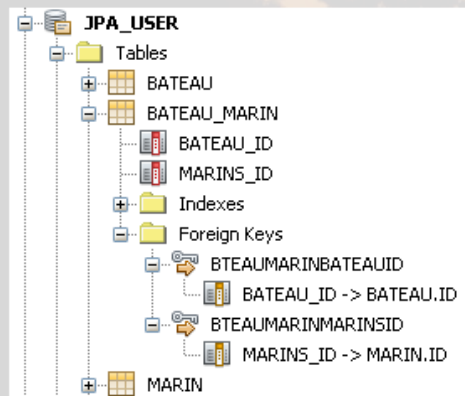 JPA_USER
Tables
BATEAU
BATEAU_MARIN
BATEAU_ID
MARINS_ID
Indexes
Foreign Keys
BTEAUMARINBATEAUID
BATEAU_ID -> BATEAU.ID
BTEAUMARINMARINSID
MARINS_ID -> MARIN.ID
MARIN